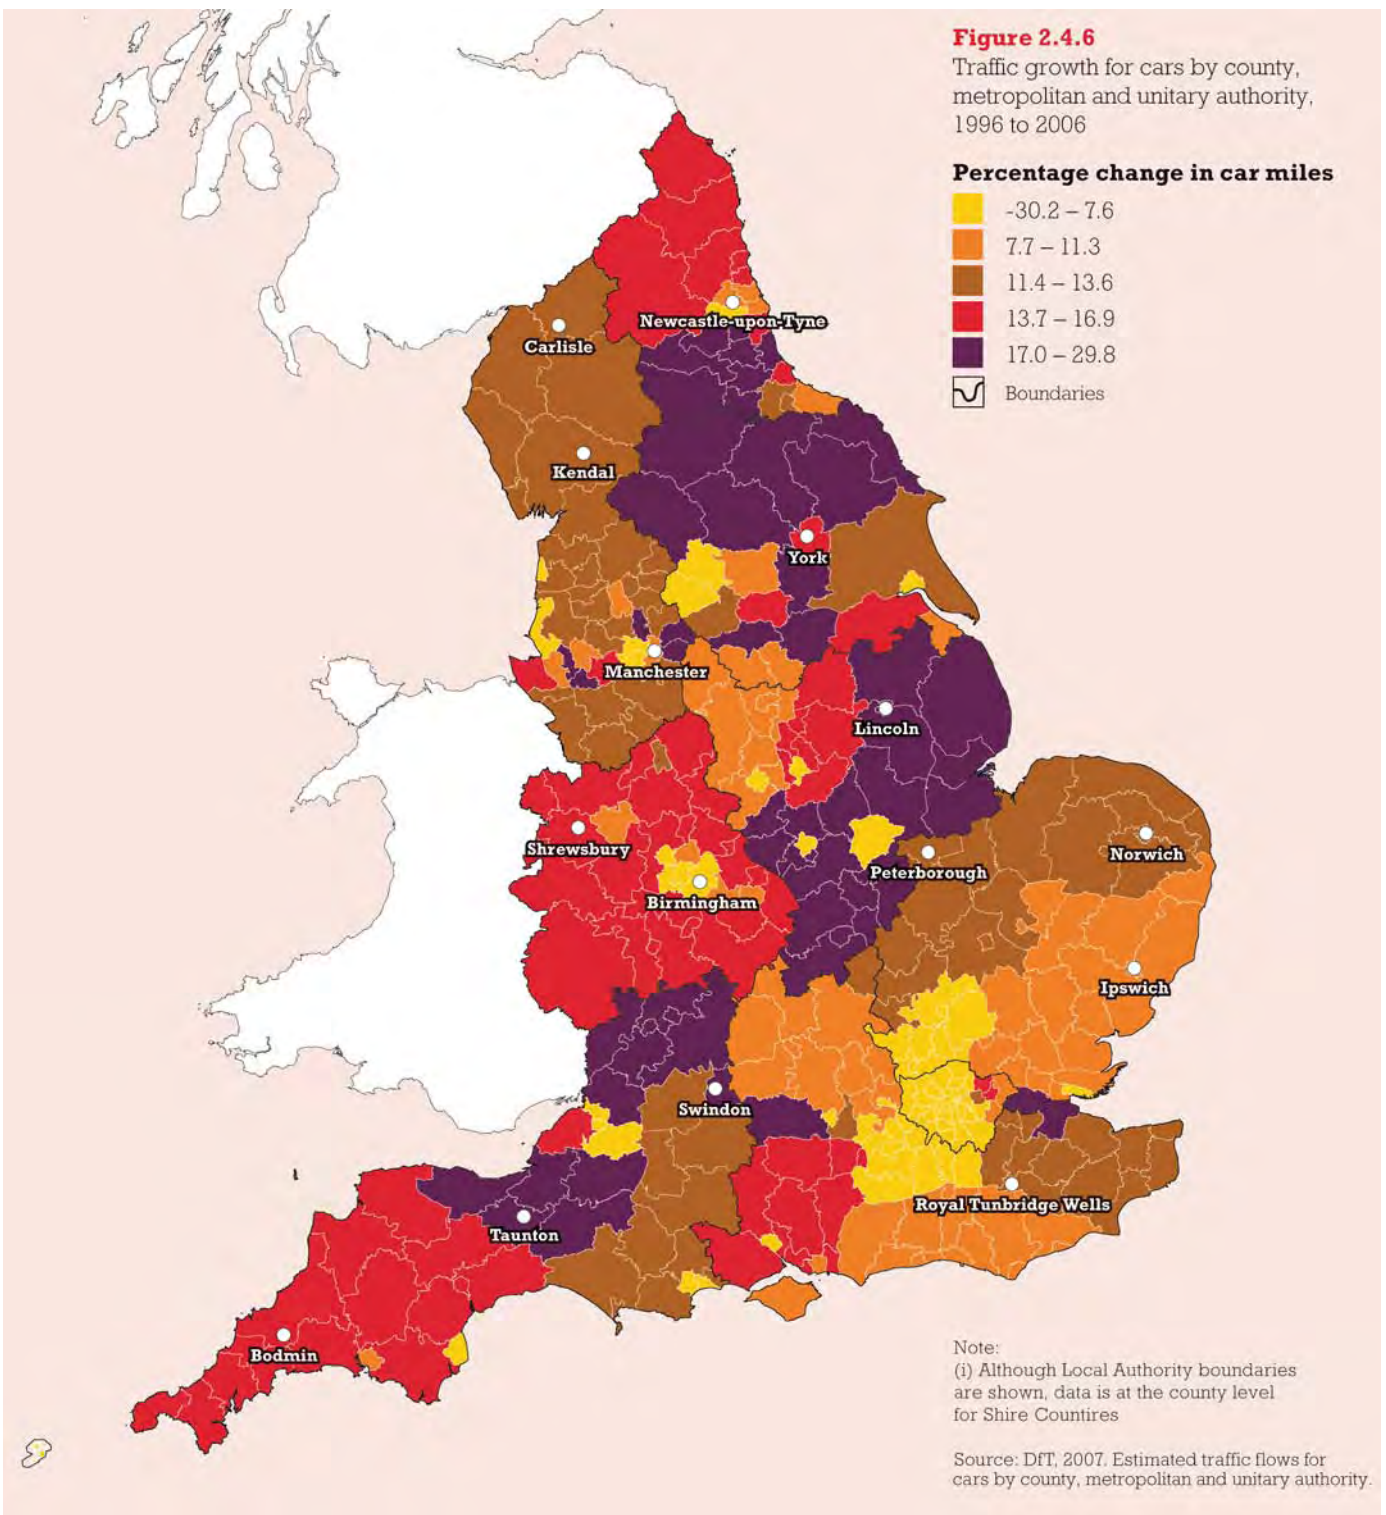 Figure 2.4.6
Traffic growth for cars by county,
metropolitan and unitary authority,
1996 to 2006
Percentage change in car miles
-30.2 – 7.6
7.7 – 11.3
11.4 – 13.6
13.7 – 16.9
17.0 – 29.8
Boundaries
Newcastle-upon-Tyne
Carlisle
Kendal
York
Manchester
Lincoln
Shrewsbury
Norwich
Peterborough
Birmingham
Ipswich
Swindon
Royal Tunbridge Wells
Taunton
Bodmin
Note:
(i) Although Local Authority boundaries
are shown, data is at the county level
for Shire Countires
Source: DfT, 2007. Estimated traffic flows for
cars by county, metropolitan and unitary authority.